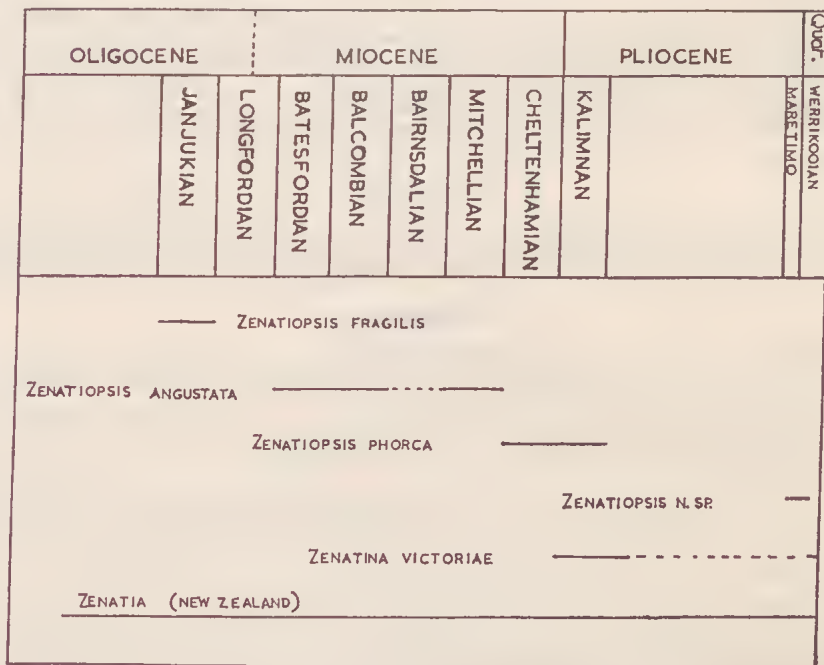 OLIGOCENE
MIOCENE
PLIOCENE
Quat.
JANJUKIAN
LONGFORDIAN
BATESFORDIAN
BALCOMBIAN
BAIRNSDALIAN
MITCHELLIAN
CHELTENHAMIAN
KALIMNAN
MARETIMO
WERRIKOOIAN
ZENATIOPSIS FRAGILIS
ZENATIOPSIS ANGUSTATA
ZENATIOPSIS PHORCA
ZENATIOPSIS N. SP.
ZENATINA VICTORIAE
ZENATIA (NEW ZEALAND)